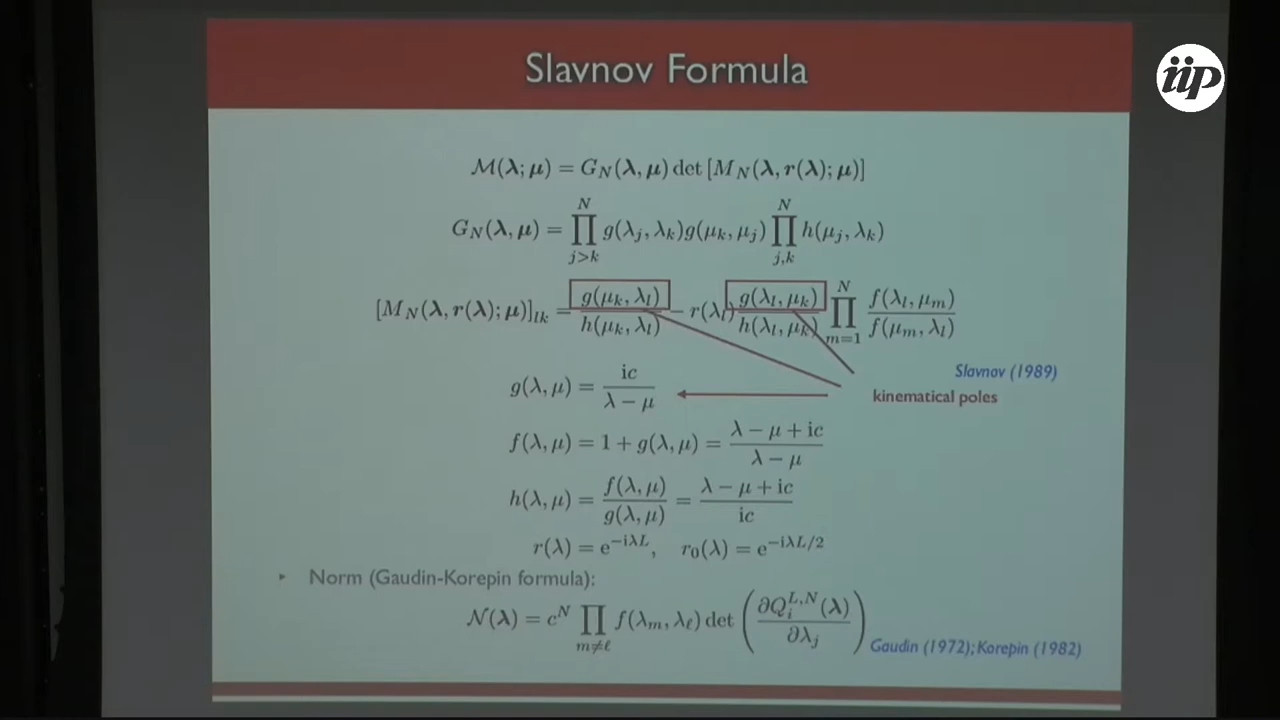 Slavnov Formula
iip
𝓜(λ; μ) = G_N(λ, μ) det [M_N(λ, r(λ); μ)]
G_N(λ, μ) = ∏_{j>k}^{N} g(λ_j, λ_k)g(μ_k, μ_j) ∏_{j,k}^{N} h(μ_j, λ_k)
[M_N(λ, r(λ); μ)]_{lk} = g(μ_k, λ_l)/h(μ_k, λ_l) − r(λ_l) g(λ_l, μ_k)/h(λ_l, μ_k) ∏_{m=1}^{N} f(λ_l, μ_m)/f(μ_m, λ_l)
Slavnov (1989)
g(λ, μ) = ic/(λ − μ)
kinematical poles
f(λ, μ) = 1 + g(λ, μ) = (λ − μ + ic)/(λ − μ)
h(λ, μ) = f(λ, μ)/g(λ, μ) = (λ − μ + ic)/ic
r(λ) = e^{−iλL}, r_0(λ) = e^{−iλL/2}
‣ Norm (Gaudin-Korepin formula):
𝒩(λ) = c^N ∏_{m≠ℓ} f(λ_m, λ_ℓ) det (∂Q_i^{L,N}(λ)/∂λ_j)
Gaudin (1972); Korepin (1982)